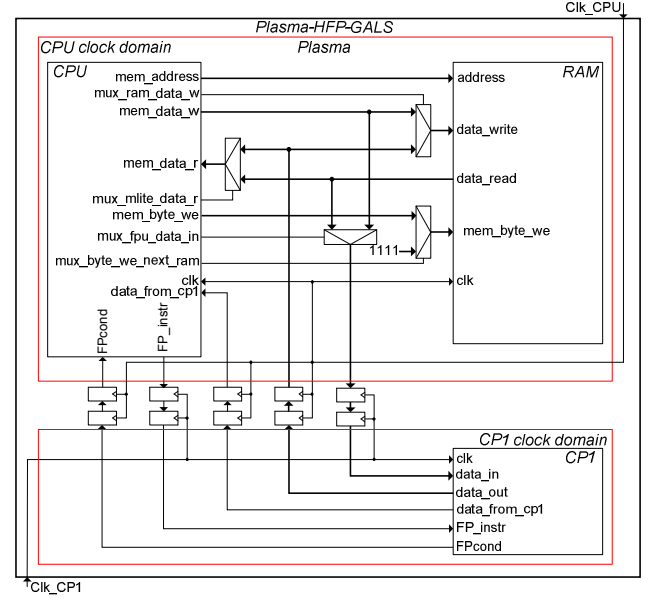 Clk_CPU
Plasma-HFP-GALS
CPU clock domain
Plasma
CPU
RAM
mem_address
address
mux_ram_data_w
mem_data_w
data_write
mem_data_r
data_read
mux_mlite_data_r
mem_byte_we
mem_byte_we
mux_fpu_data_in
1111
mux_byte_we_next_ram
clk
clk
data_from_cp1
FPcond
FP_instr
CP1 clock domain
CP1
clk
data_in
data_out
data_from_cp1
FP_instr
FPcond
Clk_CP1